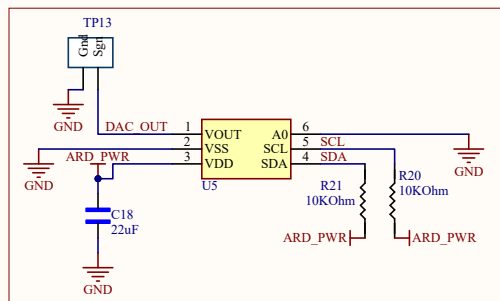 TP13
Gnd
Sgn
GND
DAC_OUT
1
VOUT
A0
6
2
VSS
SCL
5
SCL
ARD_PWR
3
VDD
SDA
4
SDA
GND
U5
GND
R21
10KOhm
R20
10KOhm
C18
22uF
ARD_PWR
ARD_PWR
GND